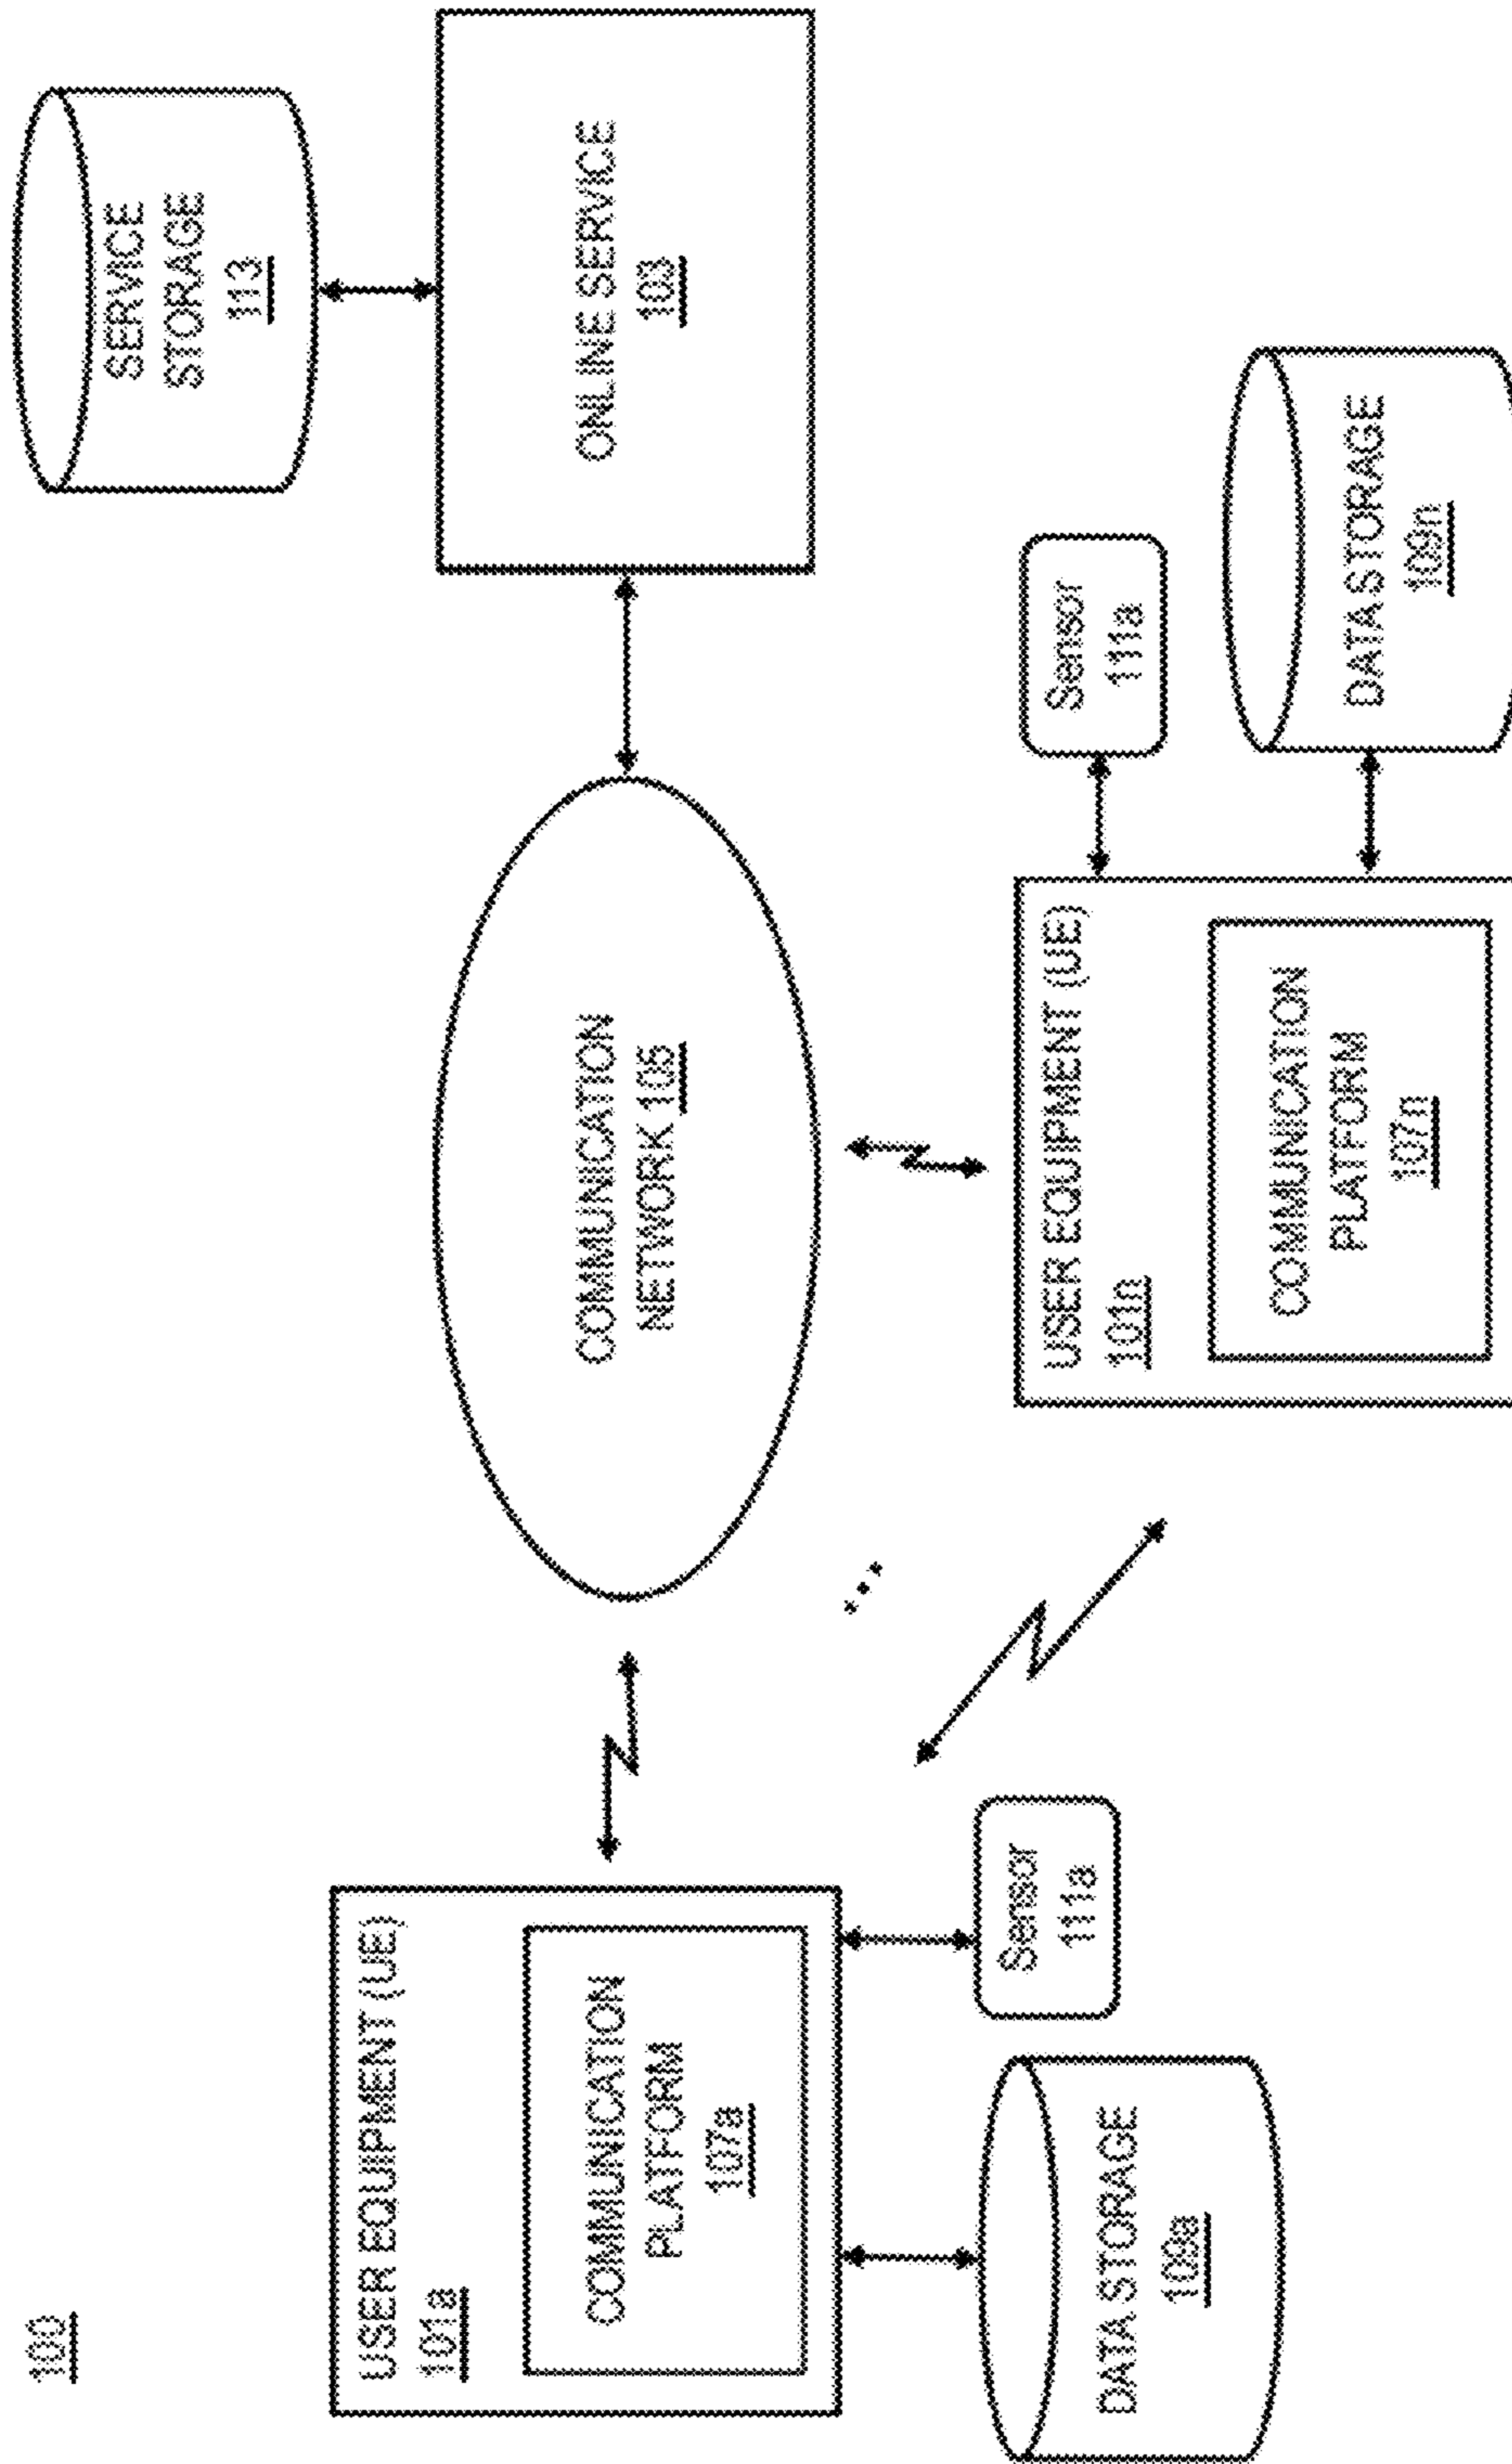 100
SERVICE
STORAGE
113
USER EQUIPMENT (UE)
101a
COMMUNICATION
PLATFORM
107a
COMMUNICATION
NETWORK 105
ONLINE SERVICE
103
Sensor
111a
DATA STORAGE
109a
USER EQUIPMENT (UE)
101n
COMMUNICATION
PLATFORM
107n
Sensor
111a
DATA STORAGE
109n